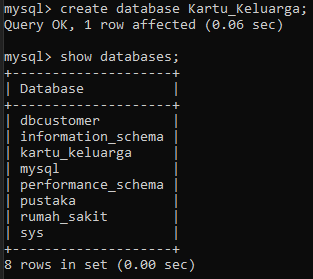 mysql> create database Kartu_Keluarga;
Query OK, 1 row affected (0.06 sec)

mysql> show databases;
+--------------------+
| Database           |
+--------------------+
| dbcustomer         |
| information_schema |
| kartu_keluarga     |
| mysql              |
| performance_schema |
| pustaka            |
| rumah_sakit        |
| sys                |
+--------------------+
8 rows in set (0.00 sec)